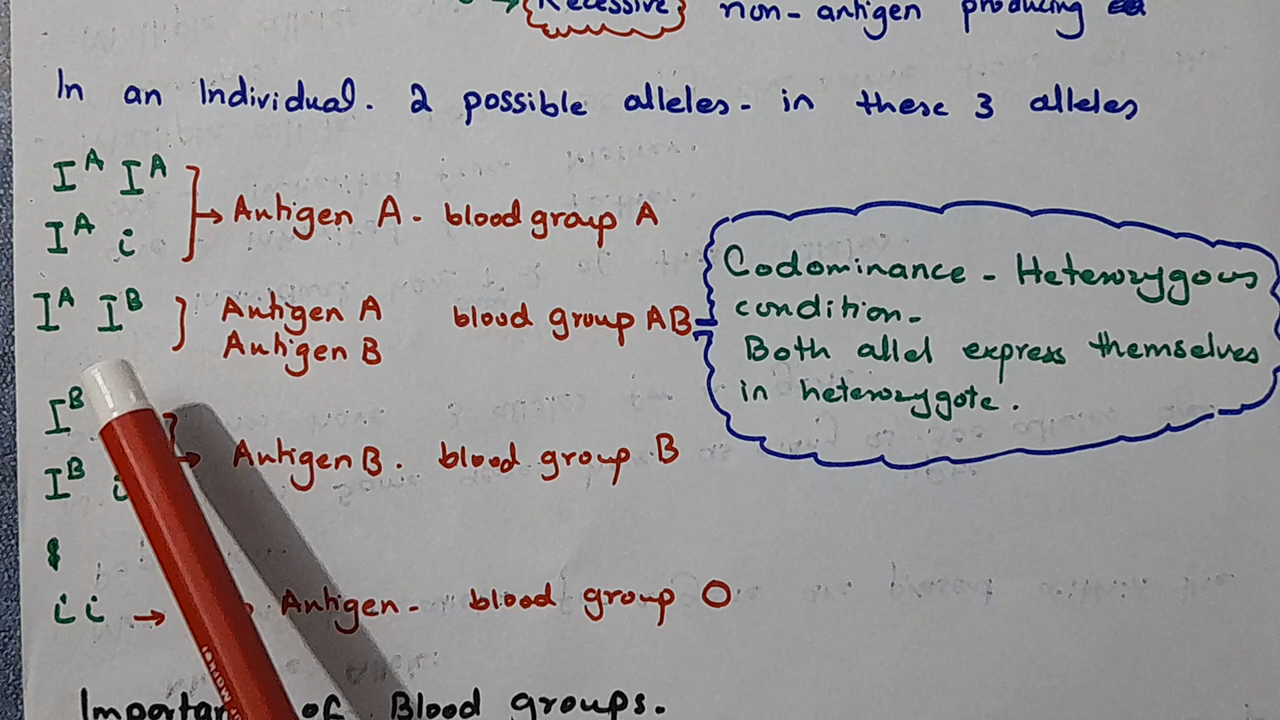 Recessive non-antigen producing
In an Individual. 2 possible alleles - in these 3 alleles
I^A I^A
I^A i
Antigen A - blood group A
I^A I^B
Antigen A blood group AB
Antigen B
Codominance - Heterozygous
condition -
Both allel express themselves
in heterozygote.
I^B
I^B
Antigen B. blood group B
ii → Antigen - blood group O
of Blood groups.